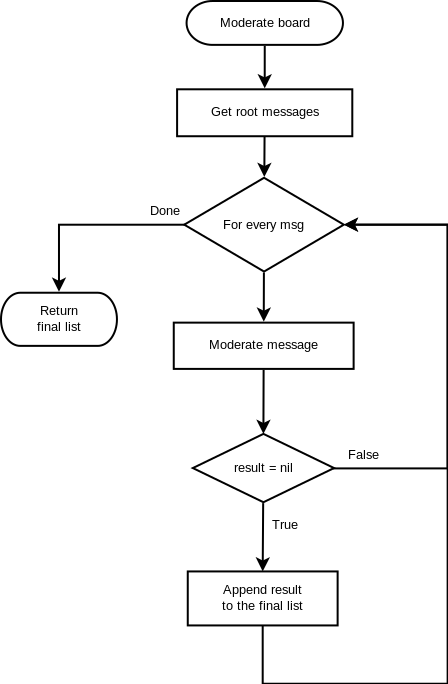 Moderate board
Get root messages
Done
For every msg
Return
final list
Moderate message
False
result = nil
True
Append result
to the final list